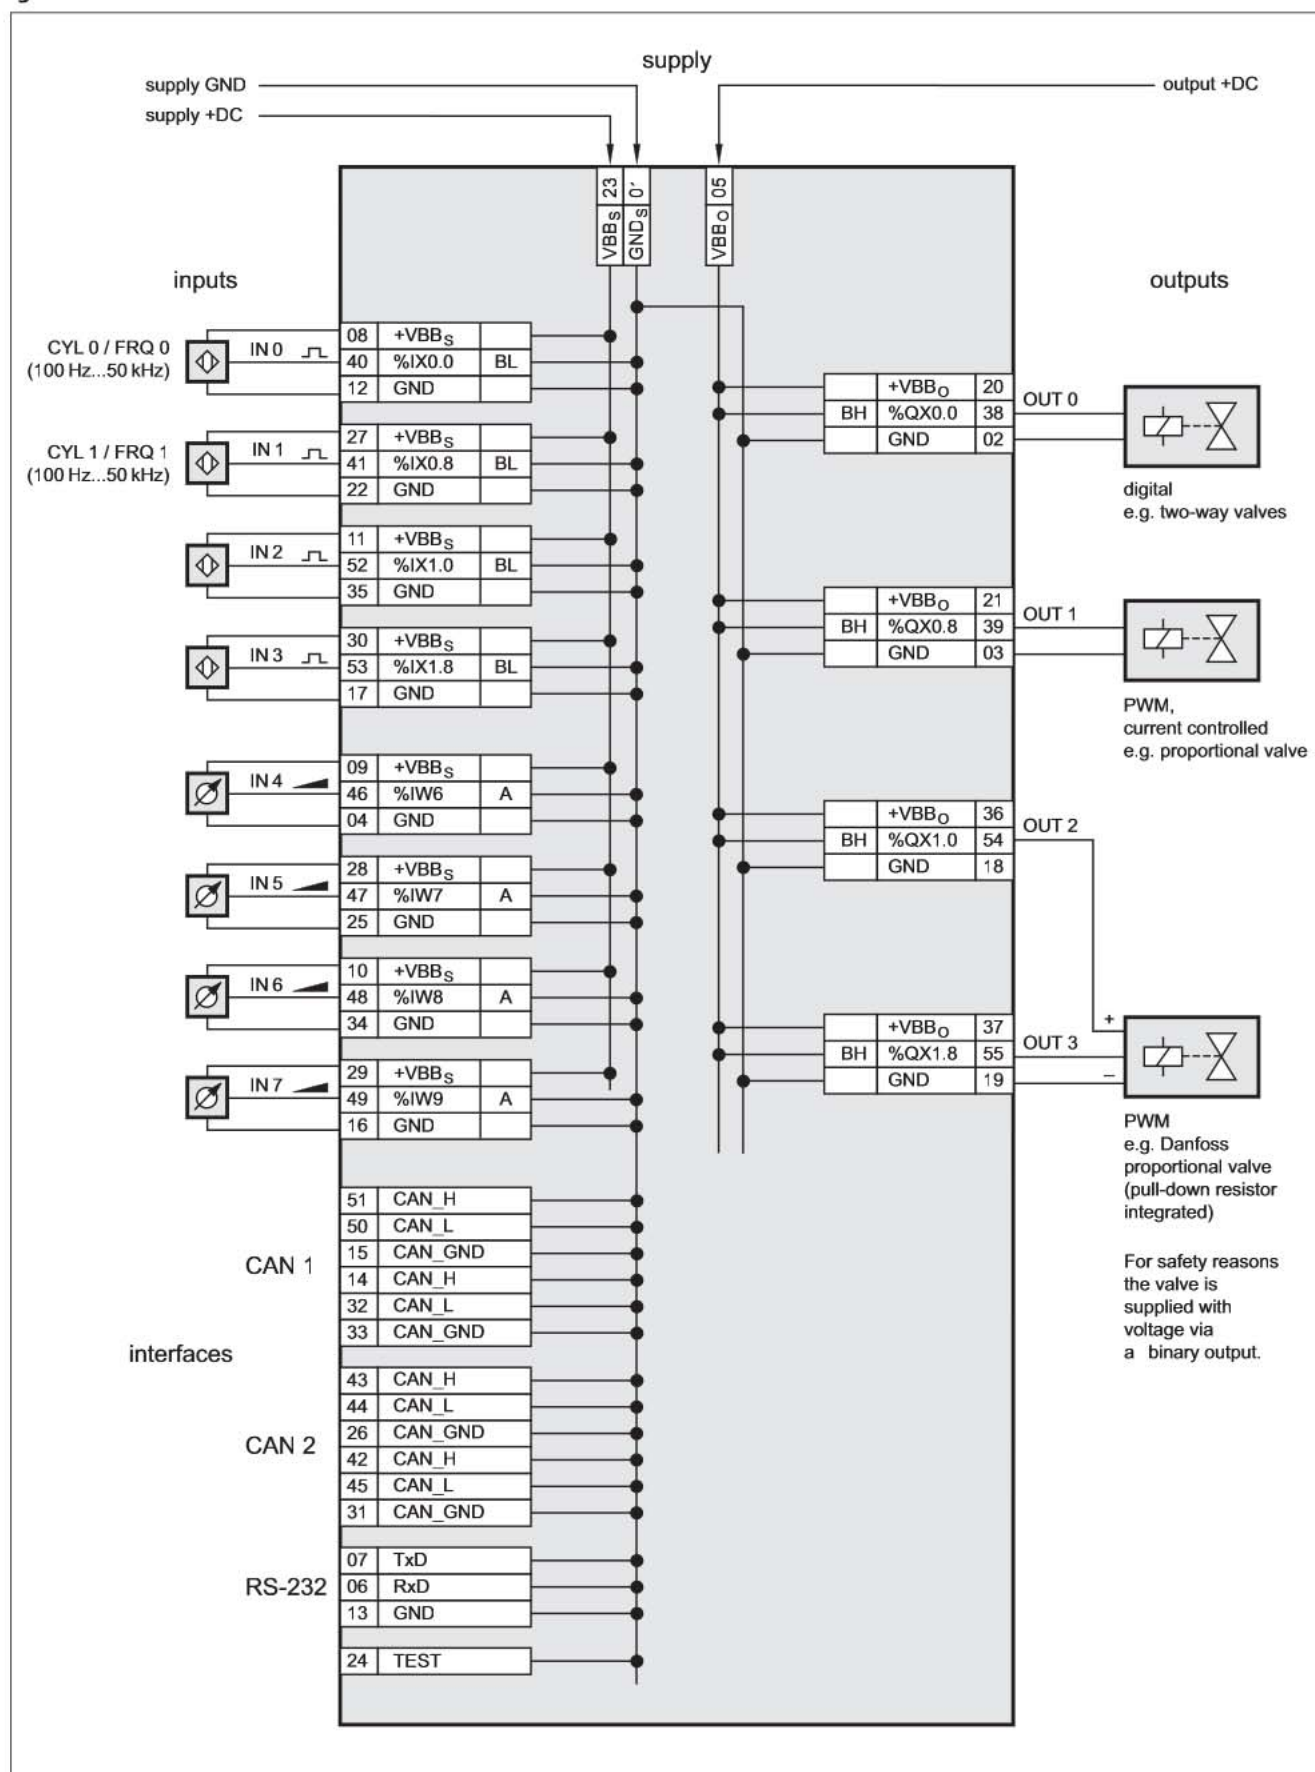 supply
supply GND
output +DC
supply +DC
VBBS 23
GNDS
VBBO 05
inputs
outputs
CYL 0 / FRQ 0
(100 Hz...50 kHz)
IN 0
08 +VBBS
40 %IX0.0 BL
12 GND
CYL 1 / FRQ 1
(100 Hz...50 kHz)
IN 1
27 +VBBS
41 %IX0.8 BL
22 GND
IN 2
11 +VBBS
52 %IX1.0 BL
35 GND
IN 3
30 +VBBS
53 %IX1.8 BL
17 GND
IN 4
09 +VBBS
46 %IW6 A
04 GND
IN 5
28 +VBBS
47 %IW7 A
25 GND
IN 6
10 +VBBS
48 %IW8 A
34 GND
IN 7
29 +VBBS
49 %IW9 A
16 GND
interfaces
CAN 1
51 CAN_H
50 CAN_L
15 CAN_GND
14 CAN_H
32 CAN_L
33 CAN_GND
CAN 2
43 CAN_H
44 CAN_L
26 CAN_GND
42 CAN_H
45 CAN_L
31 CAN_GND
RS-232
07 TxD
06 RxD
13 GND
24 TEST
+VBBO 20
BH %QX0.0 38
GND 02
OUT 0
digital
e.g. two-way valves
+VBBO 21
BH %QX0.8 39
GND 03
OUT 1
PWM,
current controlled
e.g. proportional valve
+VBBO 36
BH %QX1.0 54
GND 18
OUT 2
+VBBO 37
BH %QX1.8 55
GND 19
OUT 3
+
–
PWM
e.g. Danfoss
proportional valve
(pull-down resistor
integrated)
For safety reasons
the valve is
supplied with
voltage via
a binary output.